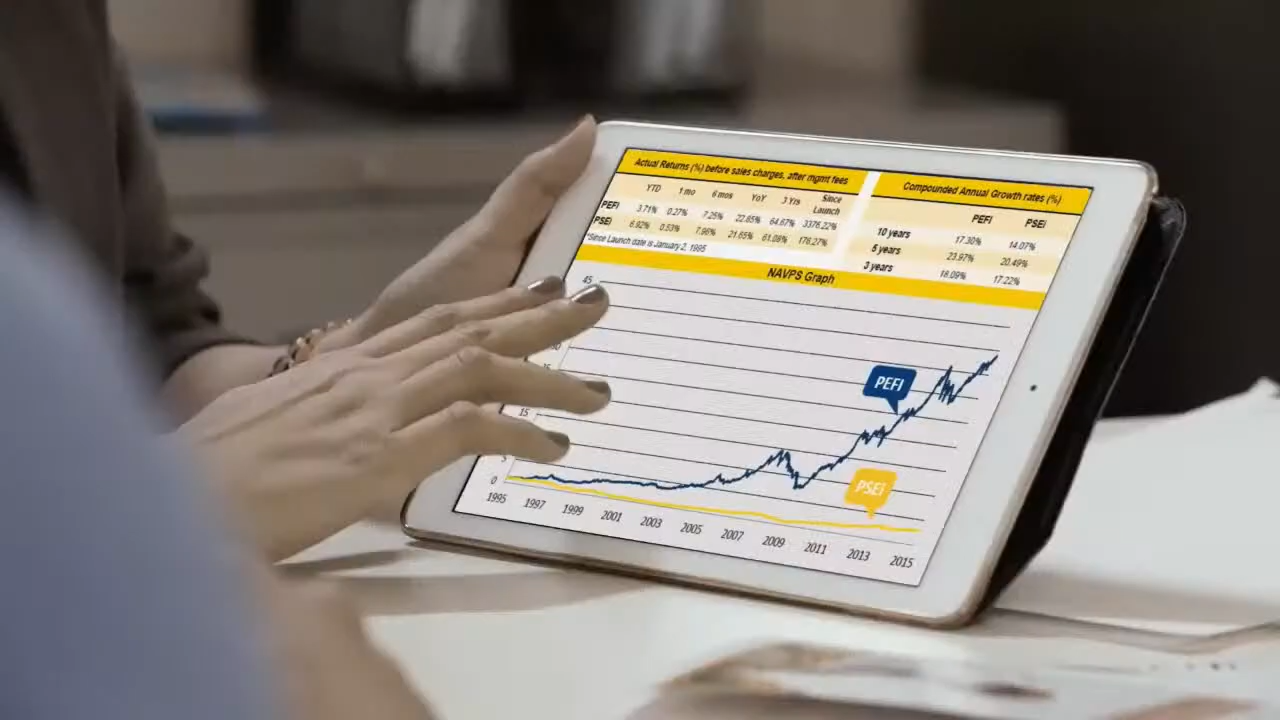 Actual Returns (%) before sales charges, after mgmt fees
YTD 1 mo 6 mos YoY 3 Yrs Since Launch
PEFI 3.71% 0.27% 7.25% 22.65% 64.67% 3376.22%
PSEi 6.92% 0.53% 7.98% 21.65% 61.08% 176.27%
*Since Launch date is January 2, 1995
Compounded Annual Growth rates (%)
PEFI PSEi
10 years 17.30% 14.07%
5 years 23.97% 20.49%
3 years 18.09% 17.22%
NAVPS Graph
45
15
5
0
PEFI
PSEi
1995 1997 1999 2001 2003 2005 2007 2009 2011 2013 2015